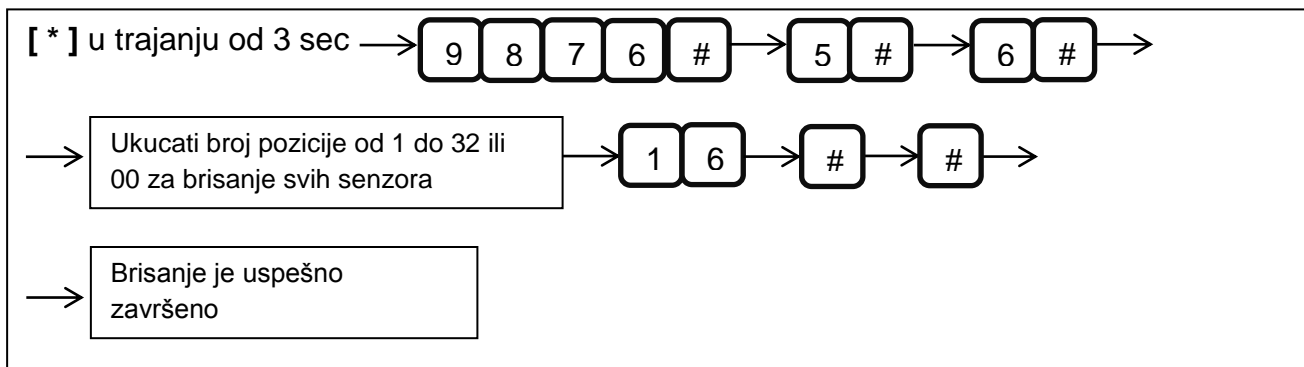 [ * ] u trajanju od 3 sec 9 8 7 6 # 5 # 6 #
Ukucati broj pozicije od 1 do 32 ili
00 za brisanje svih senzora
1 6 # #
Brisanje je uspešno
završeno